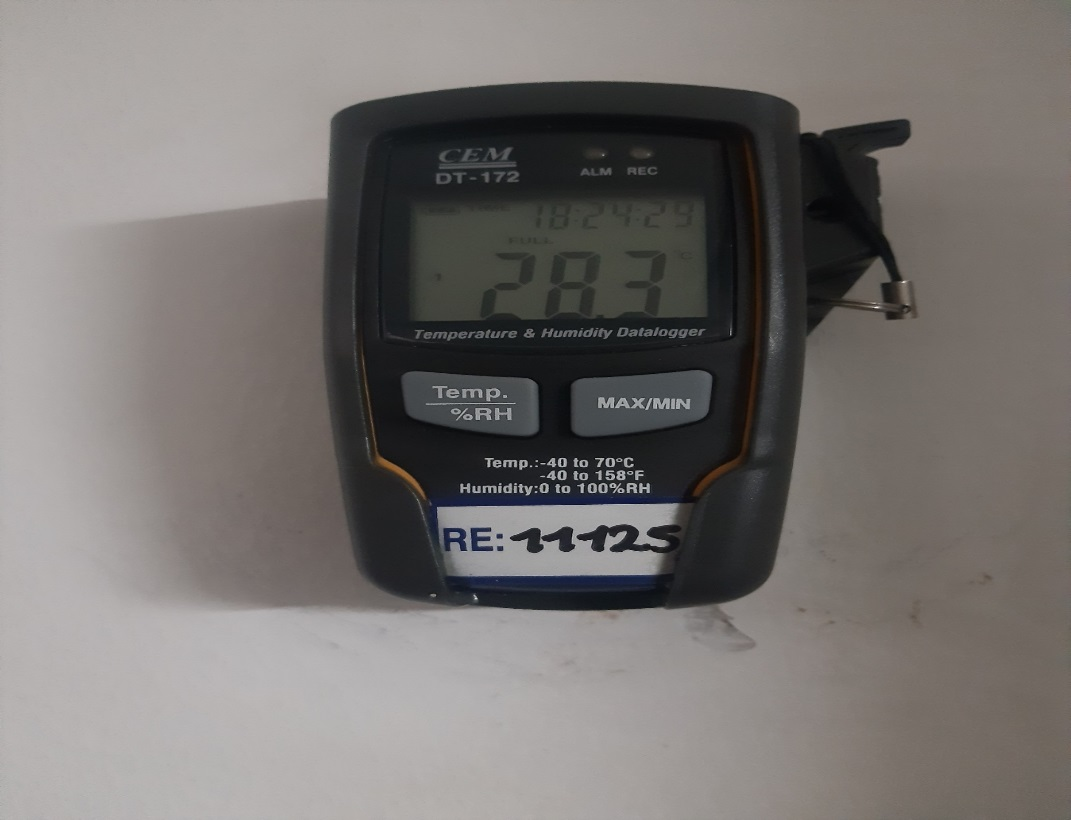 CEM
DT-172
ALM REC
18:24:29
FULL
28.3 °C
Temperature & Humidity Datalogger
Temp.
%RH
MAX/MIN
Temp.:-40 to 70°C
-40 to 158°F
Humidity:0 to 100%RH
RE: 11125